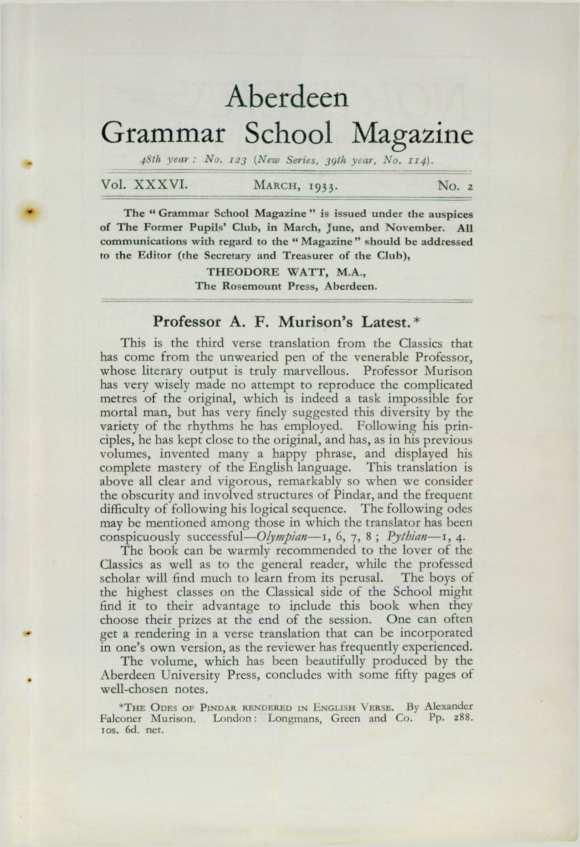 Aberdeen
Grammar School Magazine
48th year : No. 123 (New Series, 39th year, No. 114).
Vol. XXXVI. March, 1933. No. 2
The “ Grammar School Magazine ” is issued under the auspices
of The Former Pupils’ Club, in March, June, and November. All
communications with regard to the “ Magazine ” should be addressed
to the Editor (the Secretary and Treasurer of the Club),
THEODORE WATT, M.A.,
The Rosemount Press, Aberdeen.
Professor A. F. Murison’s Latest.*
This is the third verse translation from the Classics that
has come from the unwearied pen of the venerable Professor,
whose literary output is truly marvellous. Professor Murison
has very wisely made no attempt to reproduce the complicated
metres of the original, which is indeed a task impossible for
mortal man, but has very finely suggested this diversity by the
variety of the rhythms he has employed. Following his prin-
ciples, he has kept close to the original, and has, as in his previous
volumes, invented many a happy phrase, and displayed his
complete mastery of the English language. This translation is
above all clear and vigorous, remarkably so when we consider
the obscurity and involved structures of Pindar, and the frequent
difficulty of following his logical sequence. The following odes
may be mentioned among those in which the translator has been
conspicuously successful—Olympian—1, 6, 7, 8 ; Pythian—1, 4.
The book can be warmly recommended to the lover of the
Classics as well as to the general reader, while the professed
scholar will find much to learn from its perusal. The boys of
the highest classes on the Classical side of the School might
find it to their advantage to include this book when they
choose their prizes at the end of the session. One can often
get a rendering in a verse translation that can be incorporated
in one’s own version, as the reviewer has frequently experienced.
The volume, which has been beautifully produced by the
Aberdeen University Press, concludes with some fifty pages of
well-chosen notes.
*The Odes of Pindar rendered in English Verse. By Alexander
Falconer Murison. London : Longmans, Green and Co. Pp. 288.
10s. 6d. net.